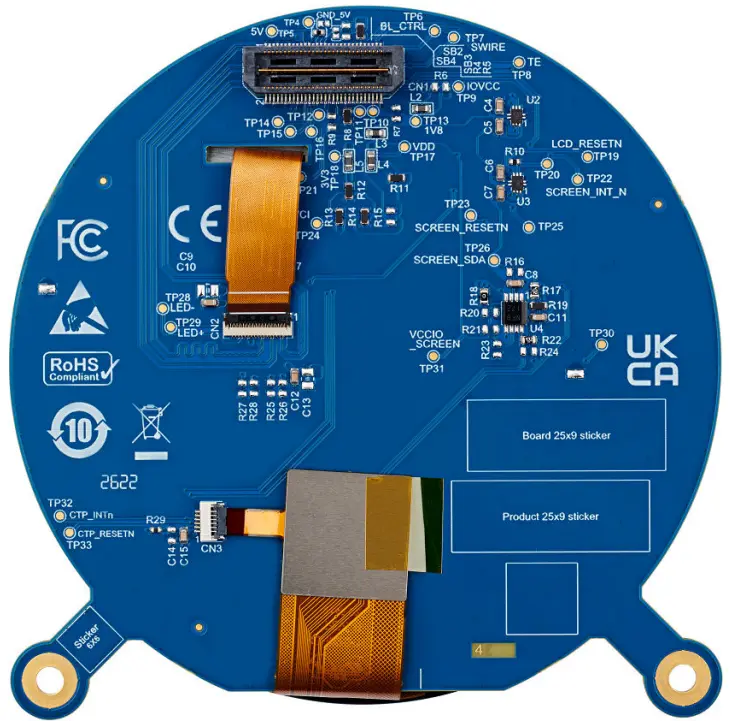 GND_5V
TP4
5V
TP5
TP6
BL_CTRL
TP7
SWIRE
SB2
SB4
SB3
R4
R5
TE
TP8
R6
CN1
IOVCC
TP9
L2
C4
U2
C5
TP12
TP14
TP15
TP16
R9
R8
TP11
TP10
R7
TP13
1V8
L3
VDD
TP17
R10
LCD_RESETN
TP19
TP20
TP22
SCREEN_INT_N
C6
C7
U3
TP21
3V3
TP18
L5
L4
R12
R11
R13
R14
R15
TP24
TP23
SCREEN_RESETN
TP25
TP26
SCREEN_SDA
FC
CE
C9
C10
R16
C8
R17
R18
R19
R20
C11
R21
U4
R22
R23
R24
TP28
LED-
TP29
LED+
CN2
1
VCCIO
_SCREEN
TP31
TP30
UK
CA
RoHS
Compliant
R27
R28
R25
R26
C12
C13
10
2622
Board 25x9 sticker
Product 25x9 sticker
TP32
CTP_INTn
CTP_RESETN
TP33
R29
C14
C15
1
CN3
Sticker
6X6
4